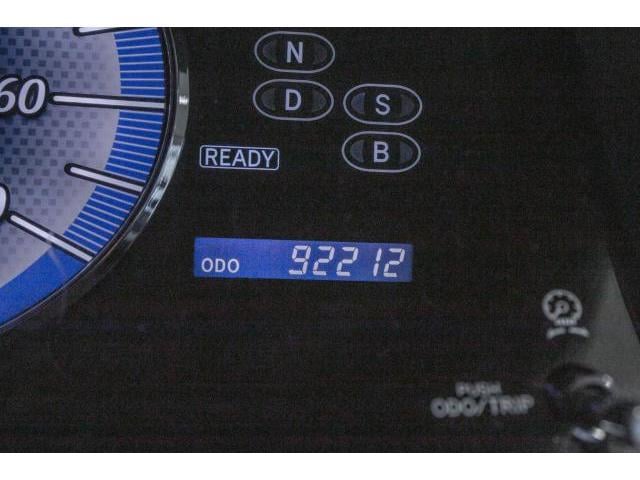 N
60
D S
READY B
ODO 92212
PUSH
ODO/TRIP